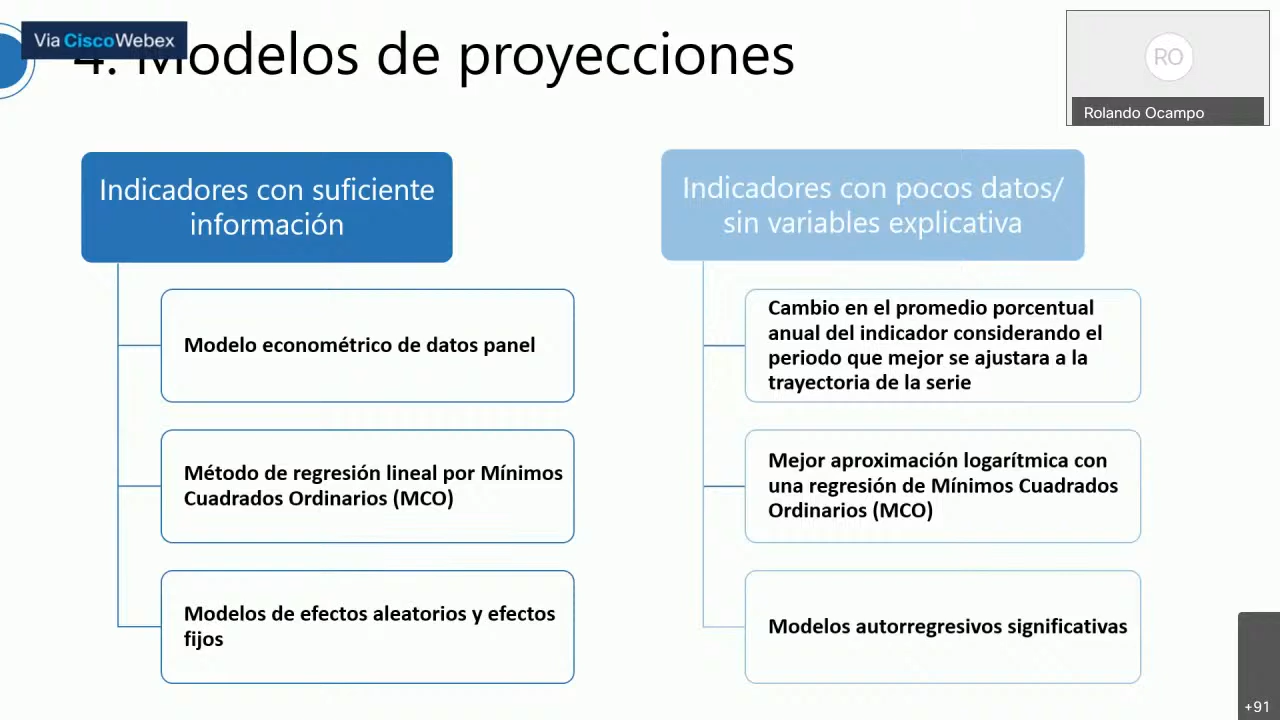 Vía CiscoWebex
4. Modelos de proyecciones
RO
Rolando Ocampo
Indicadores con suficiente
información
Modelo econométrico de datos panel
Método de regresión lineal por Mínimos
Cuadrados Ordinarios (MCO)
Modelos de efectos aleatorios y efectos
fijos
Indicadores con pocos datos/
sin variables explicativa
Cambio en el promedio porcentual
anual del indicador considerando el
periodo que mejor se ajustara a la
trayectoria de la serie
Mejor aproximación logarítmica con
una regresión de Mínimos Cuadrados
Ordinarios (MCO)
Modelos autorregresivos significativas
+91